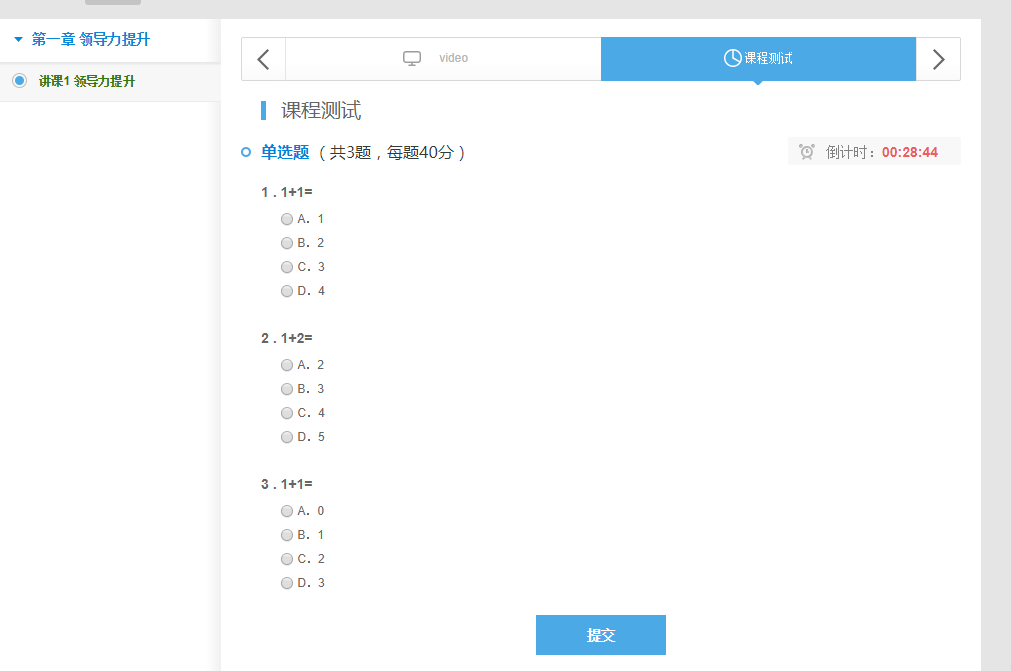 第一章 领导力提升
讲课1 领导力提升
video
课程测试
课程测试
单选题 ( 共3题，每题40分 )
倒计时：00:28:44
1 . 1+1=
A. 1
B. 2
C. 3
D. 4
2 . 1+2=
A. 2
B. 3
C. 4
D. 5
3 . 1+1=
A. 0
B. 1
C. 2
D. 3
提交